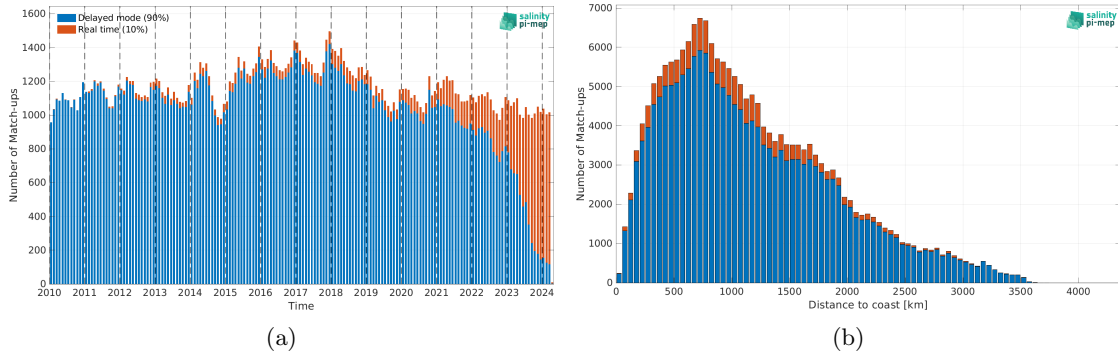 Delayed mode (90%)
Real time (10%)
salinity
pi-mep
Number of Match-ups
1600
1400
1200
1000
800
600
400
200
0
2010 2011 2012 2013 2014 2015 2016 2017 2018 2019 2020 2021 2022 2023 2024
Time
(a)
salinity
pi-mep
Number of Match-ups
7000
6000
5000
4000
3000
2000
1000
0
0 500 1000 1500 2000 2500 3000 3500 4000
Distance to coast [km]
(b)